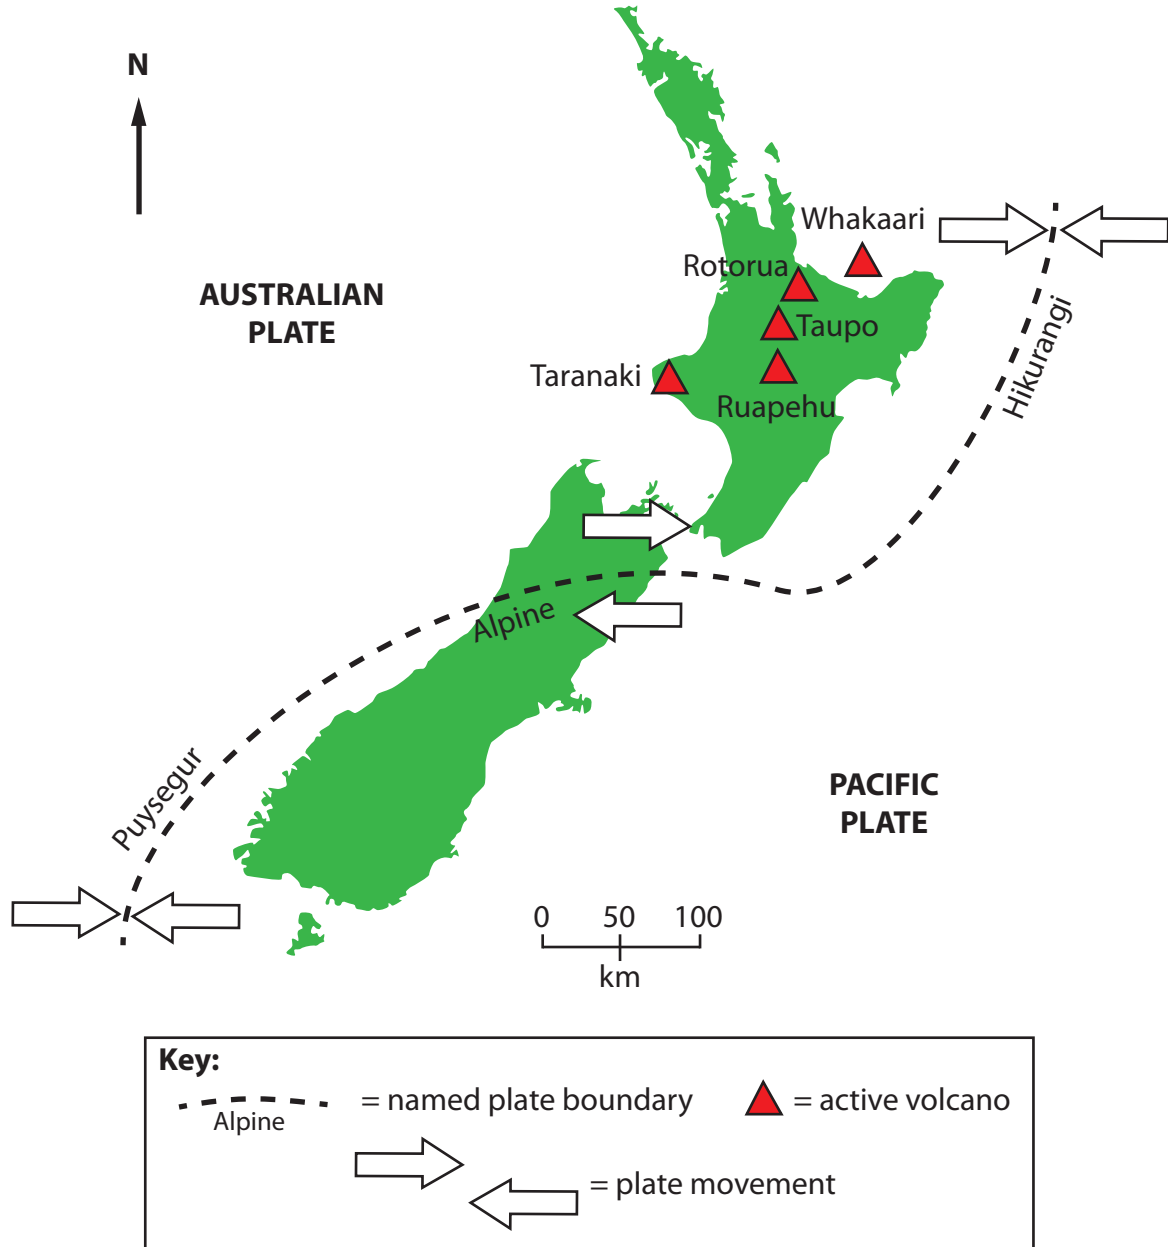 N
Whakaari
Rotorua
AUSTRALIAN
PLATE
Taupo
Hikurangi
Taranaki
Ruapehu
Alpine
Puysegur
PACIFIC
PLATE
0 50 100
km
Key:
Alpine
= named plate boundary
= active volcano
= plate movement